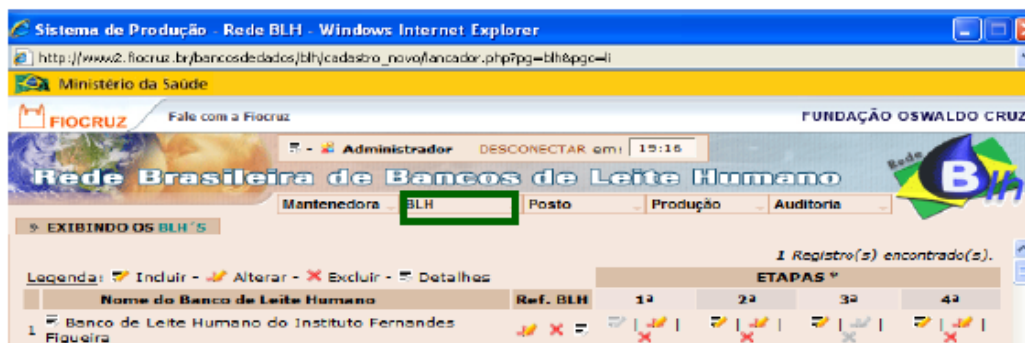 Sistema de Produção - Rede BLH - Windows Internet Explorer
http://www2.fiocruz.br/bancosdedados/blh/cadastro_novo/lancador.php?pg=blh&pgc=li
Ministério da Saúde
FIOCRUZ Fale com a Fiocruz FUNDAÇÃO OSWALDO CRUZ
- Administrador DESCONECTAR em: 19:16
Rede Brasileira de Bancos de Leite Humano
Rede Blh
Mantenedora BLH Posto Produção Auditoria
» EXIBINDO OS BLH´S
1 Registro(s) encontrado(s).
Legenda: Incluir - Alterar - Excluir - Detalhes ETAPAS *
Nome do Banco de Leite Humano Ref. BLH 1ª 2ª 3ª 4ª
1 Banco de Leite Humano do Instituto Fernandes | | | | | | | |
Figueira